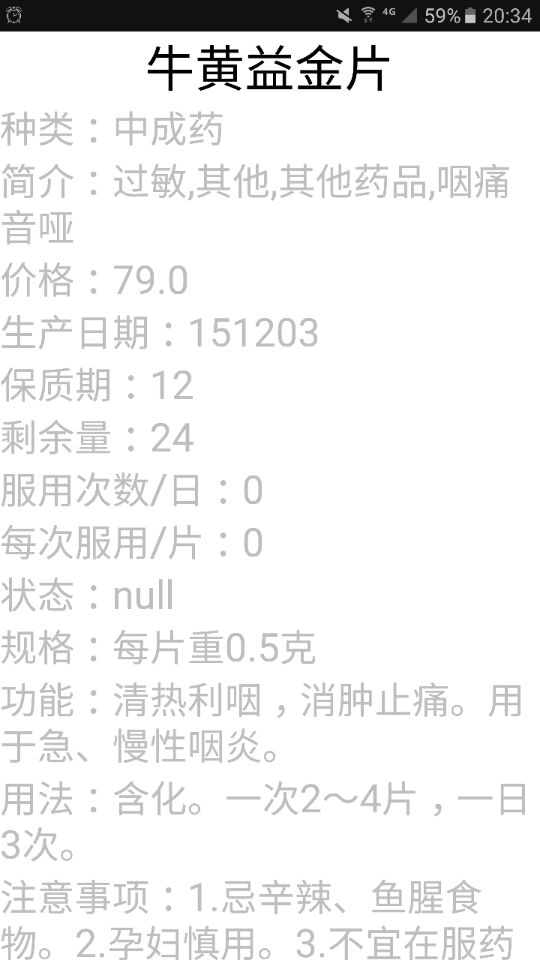 4G 59% 20:34
牛黄益金片
种类：中成药
简介：过敏,其他,其他药品,咽痛
音哑
价格：79.0
生产日期：151203
保质期：12
剩余量：24
服用次数/日：0
每次服用/片：0
状态：null
规格：每片重0.5克
功能：清热利咽，消肿止痛。用
于急、慢性咽炎。
用法：含化。一次2～4片，一日
3次。
注意事项：1.忌辛辣、鱼腥食
物。2.孕妇慎用。3.不宜在服药